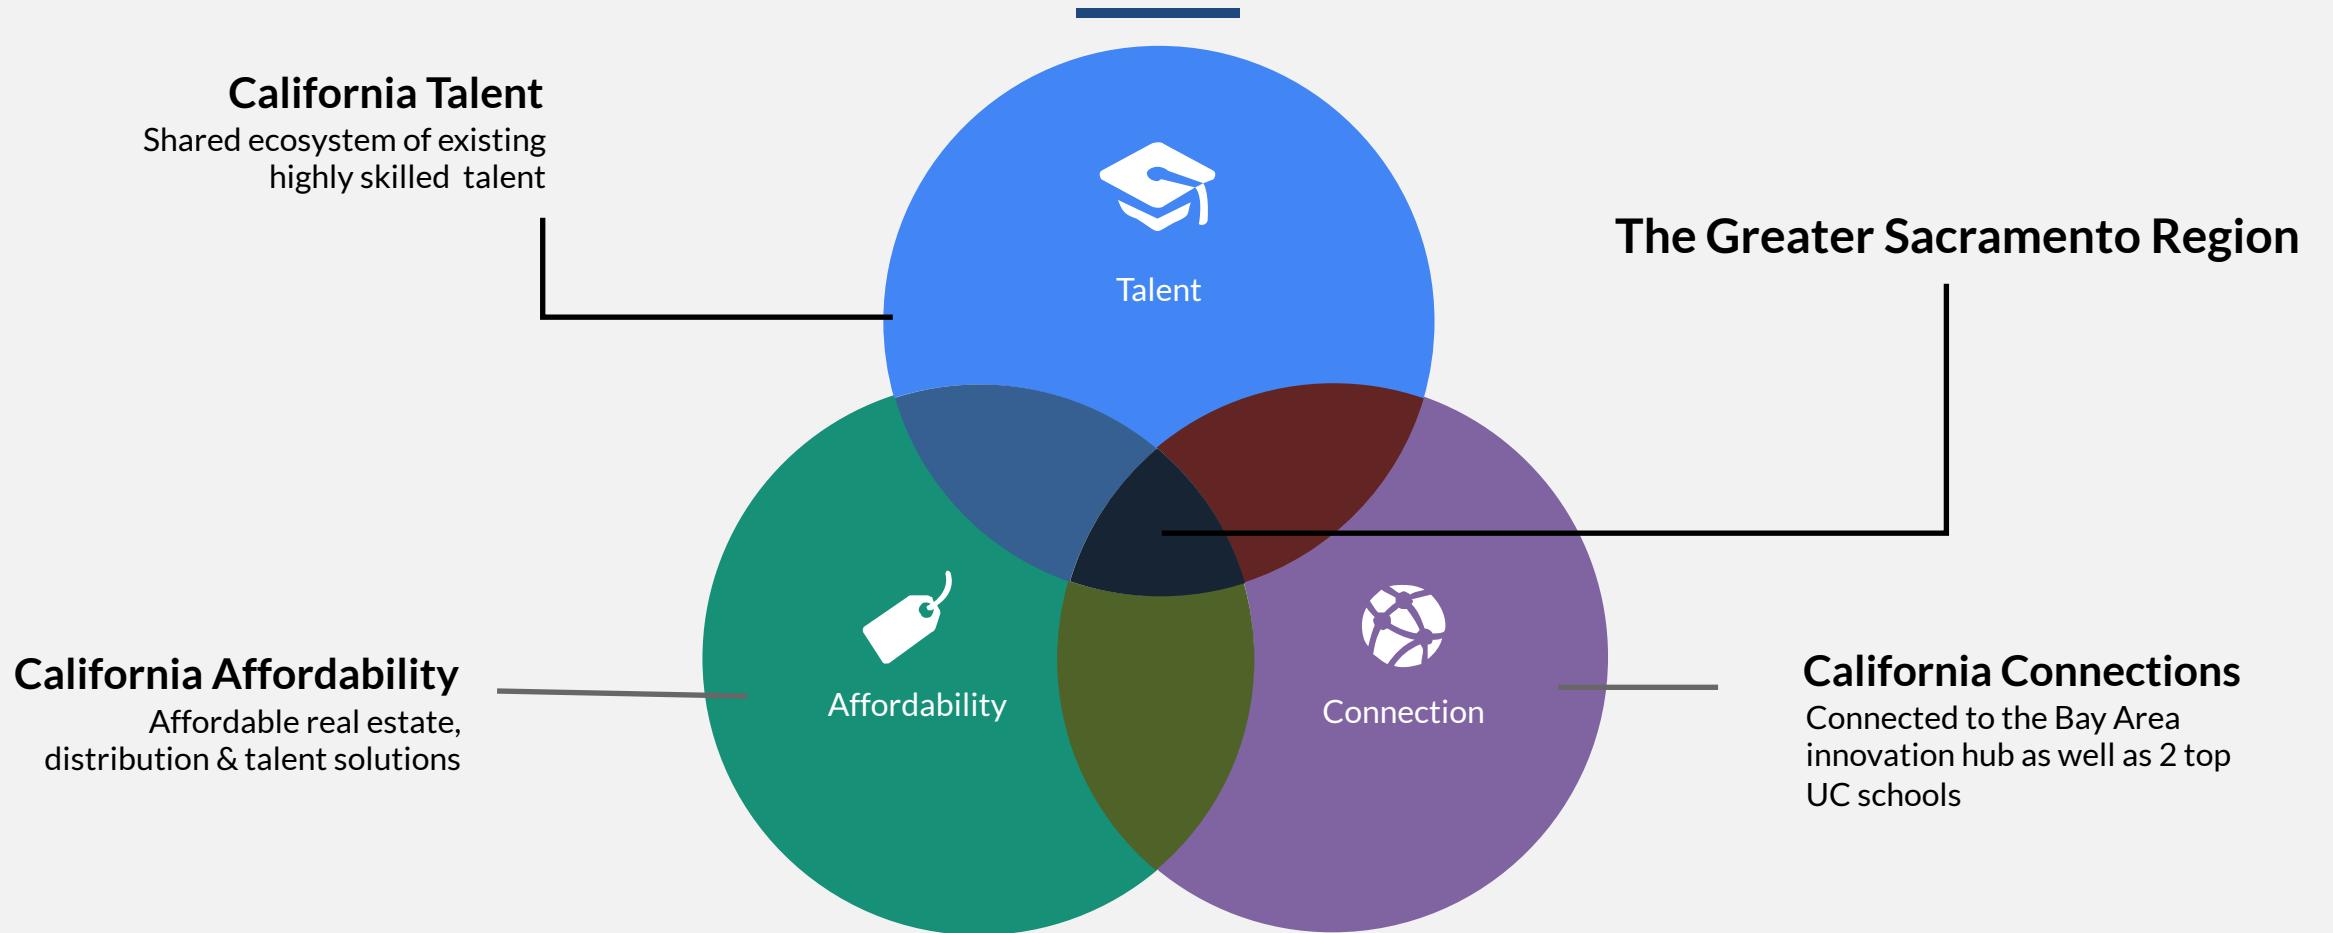 California Talent
Shared ecosystem of existing
highly skilled  talent
Talent
The Greater Sacramento Region
California Affordability
Affordable real estate,
distribution & talent solutions
Affordability
Connection
California Connections
Connected to the Bay Area
innovation hub as well as 2 top
UC schools